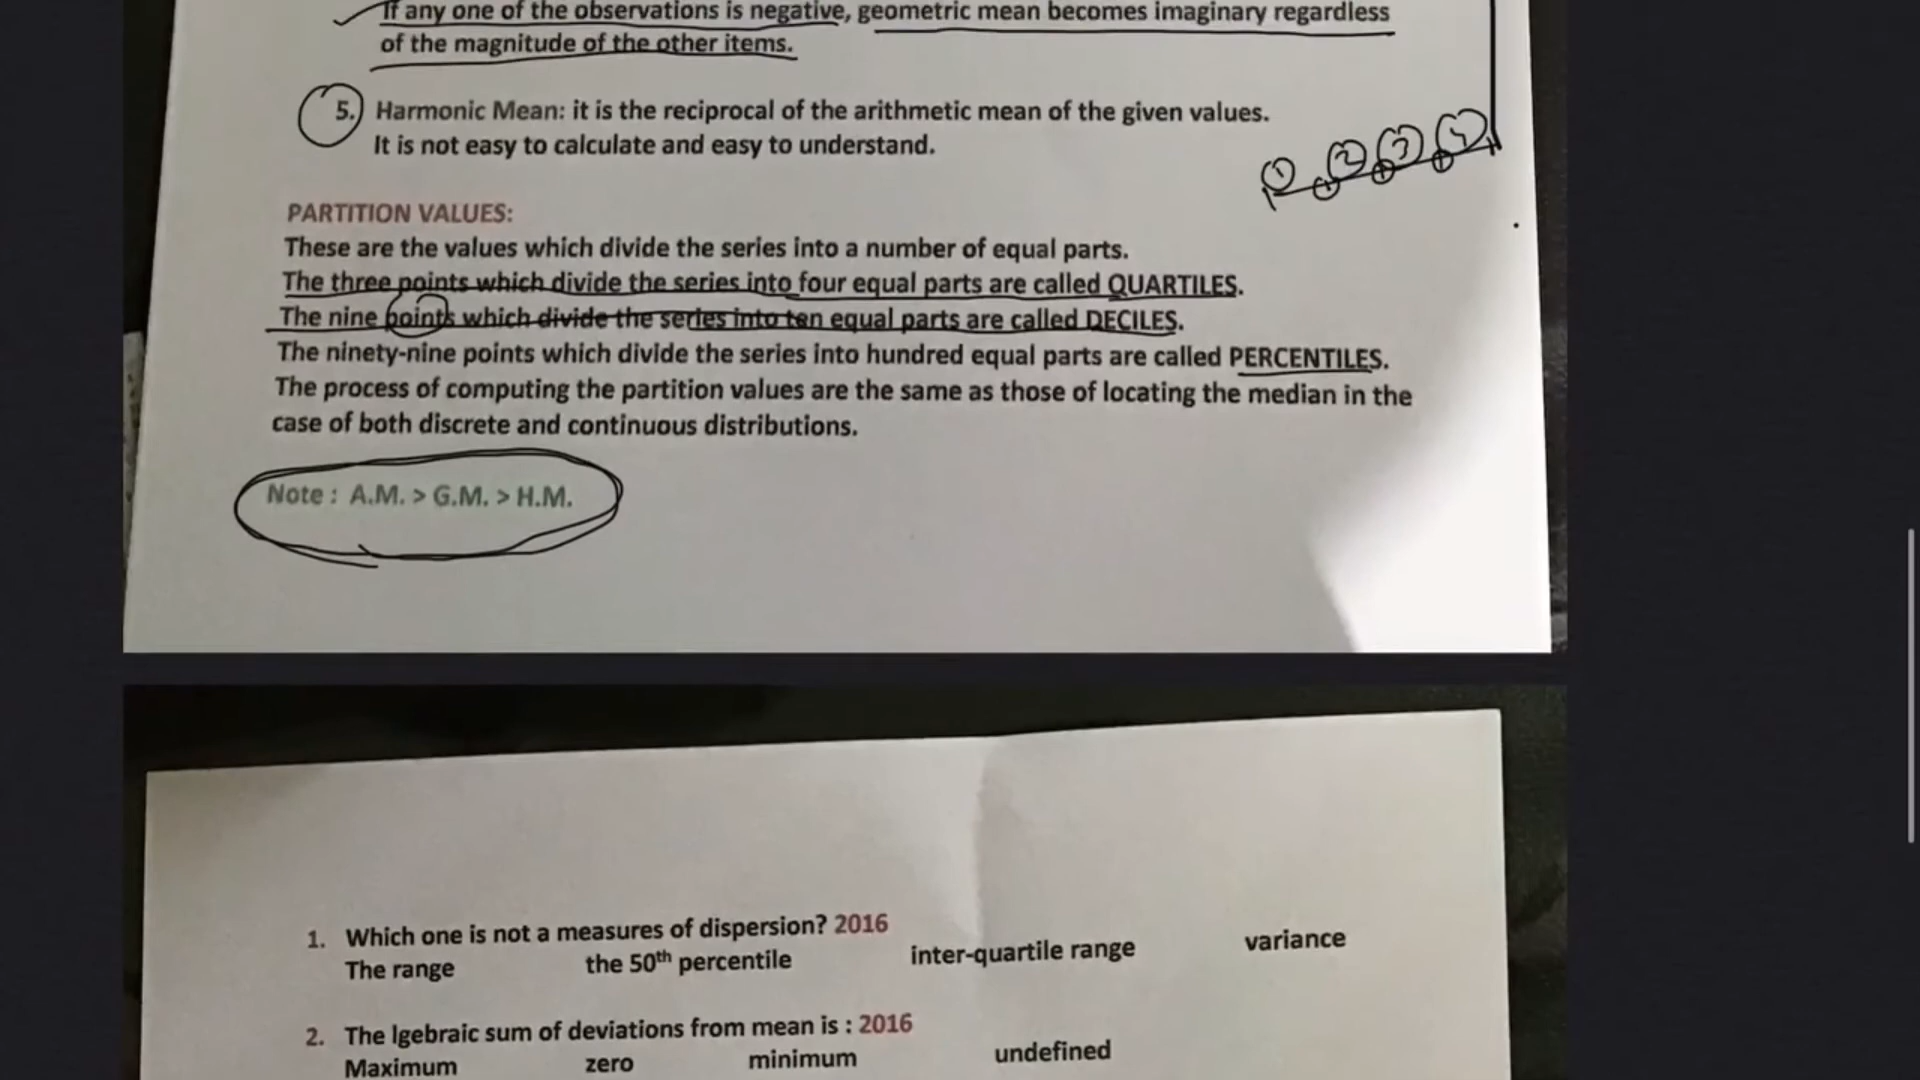 If any one of the observations is negative, geometric mean becomes imaginary regardless
of the magnitude of the other items.
5. Harmonic Mean: it is the reciprocal of the arithmetic mean of the given values.
It is not easy to calculate and easy to understand.
1 2 3 4
PARTITION VALUES:
These are the values which divide the series into a number of equal parts.
The three points which divide the series into four equal parts are called QUARTILES.
The nine points which divide the series into ten equal parts are called DECILES.
The ninety-nine points which divide the series into hundred equal parts are called PERCENTILES.
The process of computing the partition values are the same as those of locating the median in the
case of both discrete and continuous distributions.
Note : A.M. > G.M. > H.M.
1. Which one is not a measures of dispersion? 2016
The range the 50th percentile inter-quartile range variance
2. The lgebraic sum of deviations from mean is : 2016
Maximum zero minimum undefined